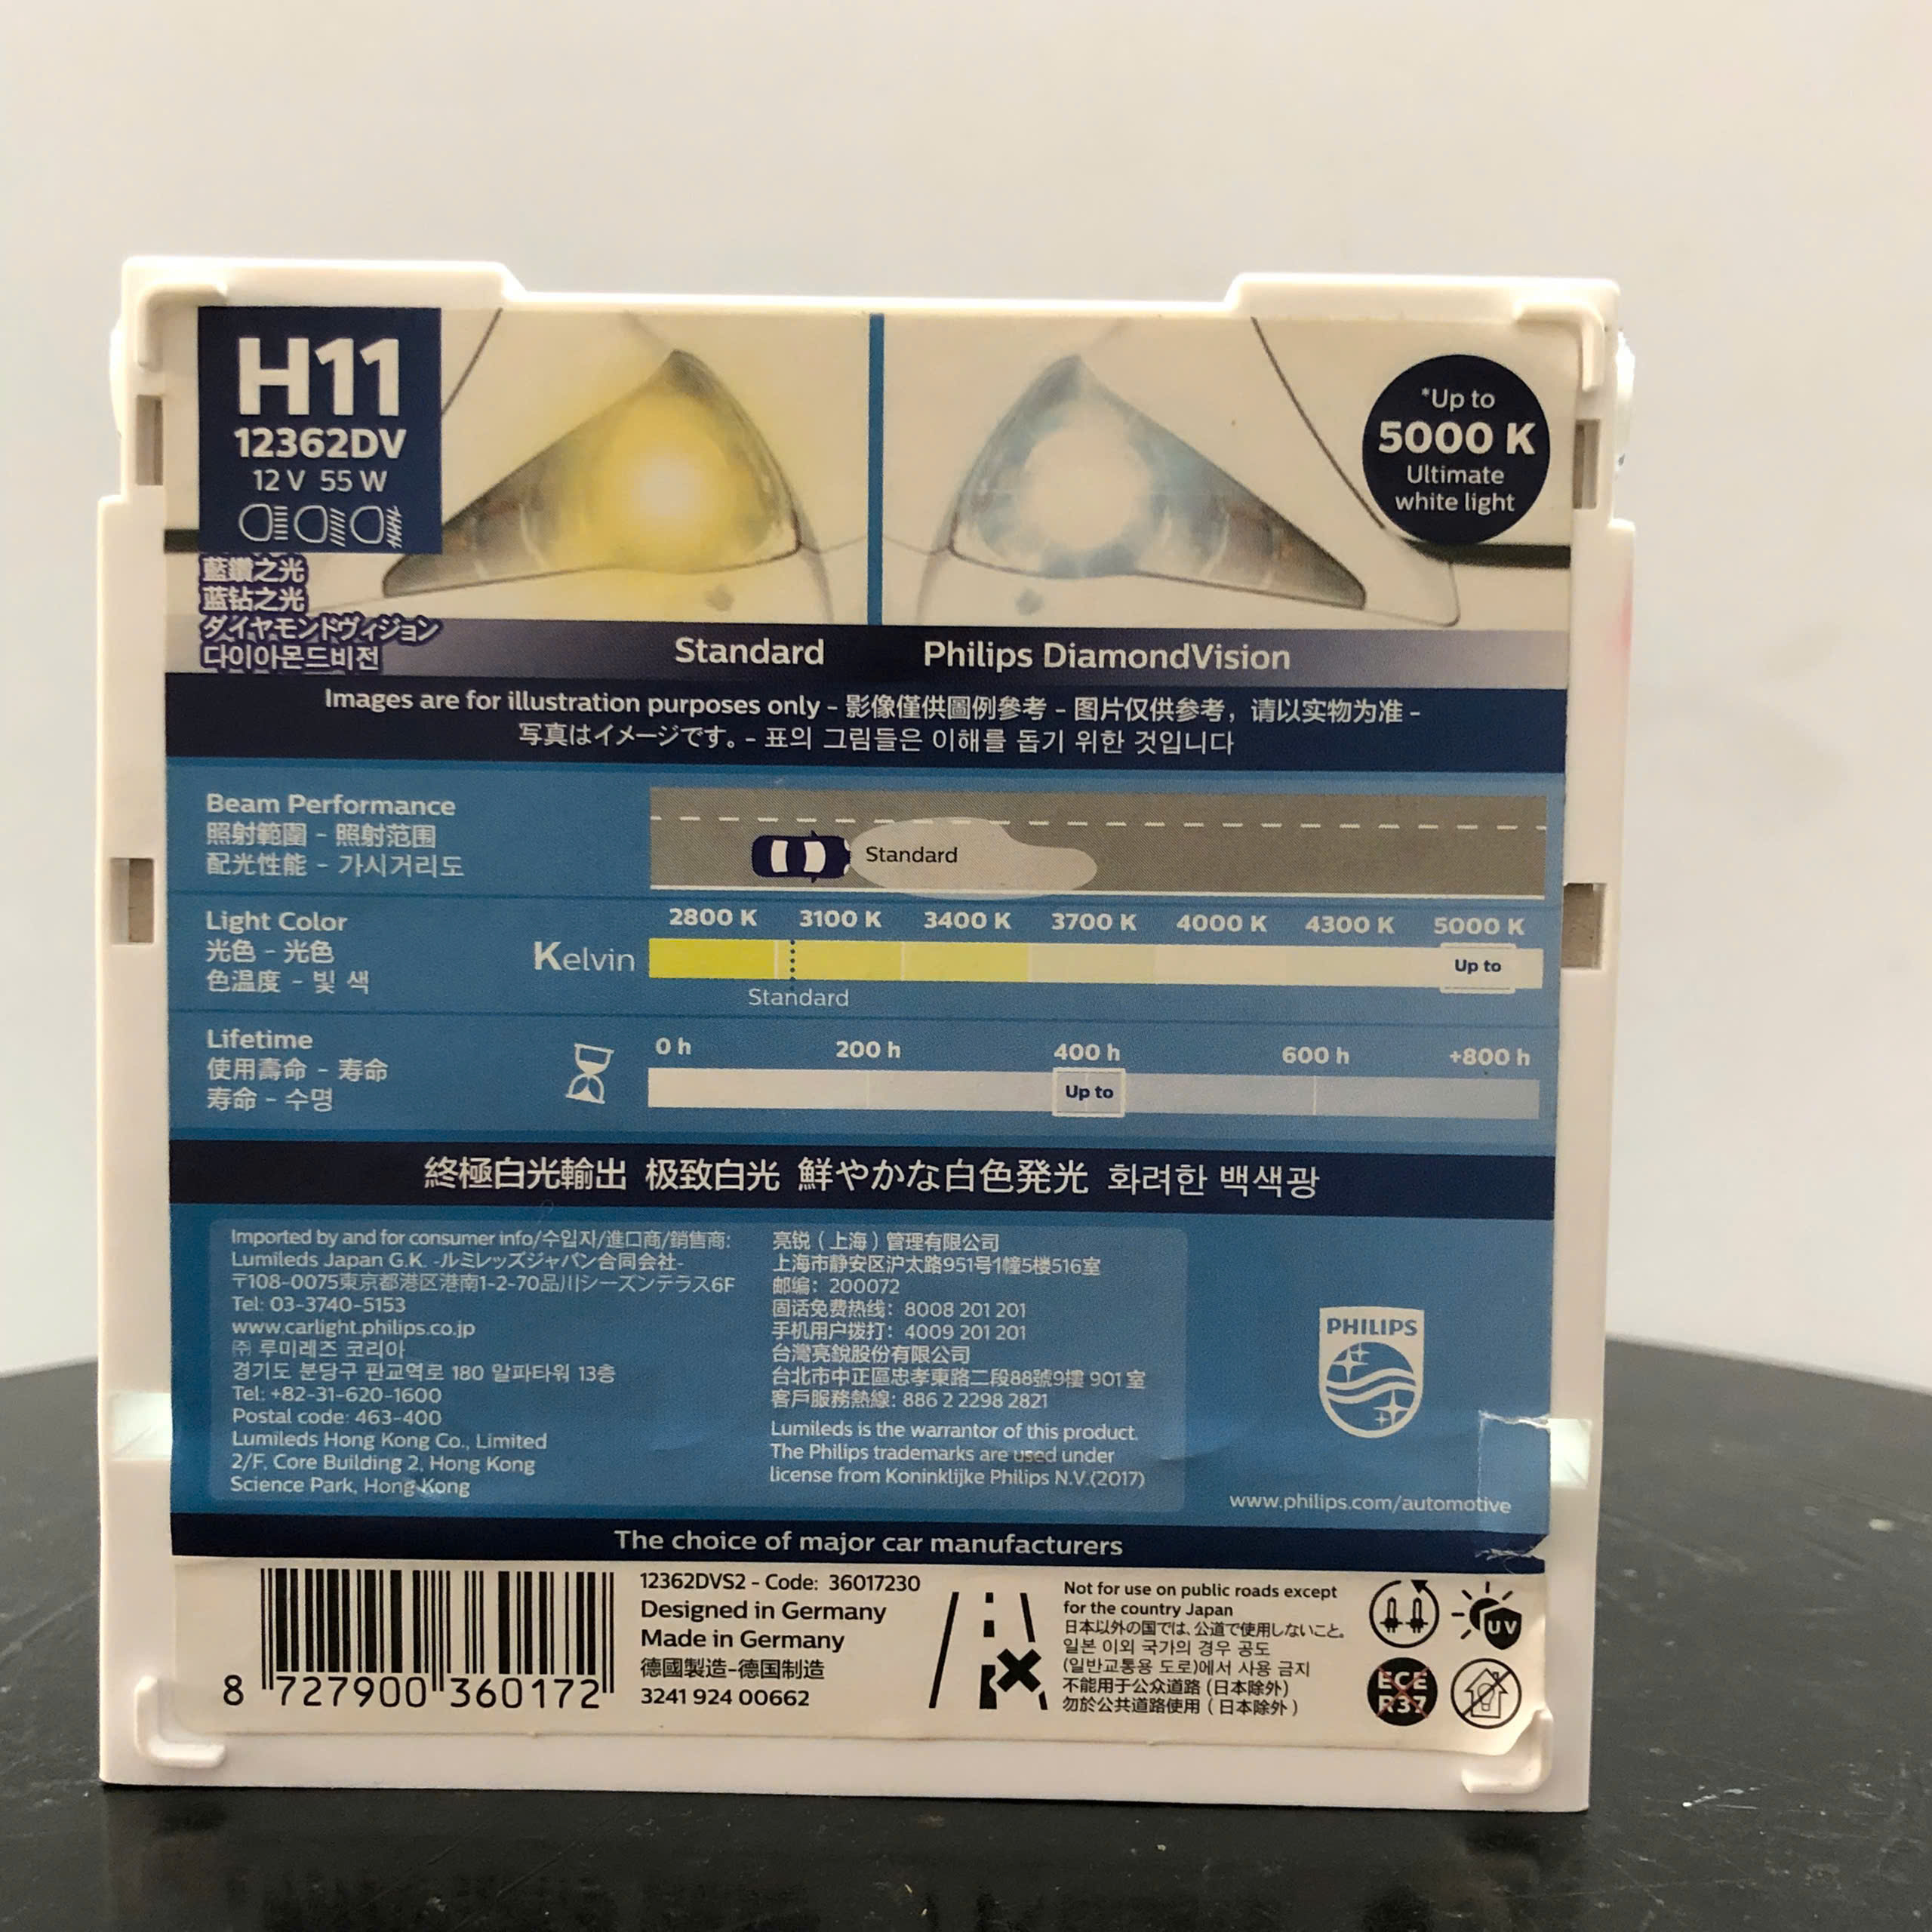 H11
12362DV
12 V 55 W
*Up to
5000 K
Ultimate
white light
藍鑽之光
蓝钻之光
ダイヤモンドヴィジョン
다이아몬드비전
Standard
Philips DiamondVision
Images are for illustration purposes only - 影像僅供圖例參考 - 图片仅供参考，请以实物为准 -
写真はイメージです。- 표의 그림들은 이해를 돕기 위한 것입니다
Beam Performance
照射範圍 - 照射范围
配光性能 - 가시거리도
Standard
Light Color
光色 - 光色
色温度 - 빛 색
Kelvin
2800 K 3100 K 3400 K 3700 K 4000 K 4300 K 5000 K
Up to
Standard
Lifetime
使用壽命 - 寿命
寿命 - 수명
0 h 200 h 400 h 600 h +800 h
Up to
終極白光輸出 极致白光 鮮やかな白色発光 화려한 백색광
Imported by and for consumer info/수입자/進口商/銷售商:
Lumileds Japan G.K. -ルミレッズジャパン合同会社-
〒108-0075東京都港区港南1-2-70品川シーズンテラス6F
Tel: 03-3740-5153
www.carlight.philips.co.jp
㈜ 루미레즈 코리아
경기도 분당구 판교역로 180 알파타워 13층
Tel: +82-31-620-1600
Postal code: 463-400
Lumileds Hong Kong Co., Limited
2/F, Core Building 2, Hong Kong
Science Park, Hong Kong
亮锐（上海）管理有限公司
上海市静安区沪太路951号1幢5楼516室
邮编：200072
固话免费热线：8008 201 201
手机用户拨打：4009 201 201
台灣亮銳股份有限公司
台北市中正區忠孝東路二段88號9樓 901 室
客戶服務熱線: 886 2 2298 2821
Lumileds is the warrantor of this product.
The Philips trademarks are used under
license from Koninklijke Philips N.V.(2017)
PHILIPS
www.philips.com/automotive
The choice of major car manufacturers
8 727900 360172
12362DVS2 - Code: 36017230
Designed in Germany
Made in Germany
德國製造-德国制造
3241 924 00662
Not for use on public roads except
for the country Japan
日本以外の国では、公道で使用しないこと。
일본 이외 국가의 경우 공도
(일반교통용 도로)에서 사용 금지
不能用于公众道路 (日本除外)
勿於公共道路使用 ( 日本除外 )
UV
ECE
R37